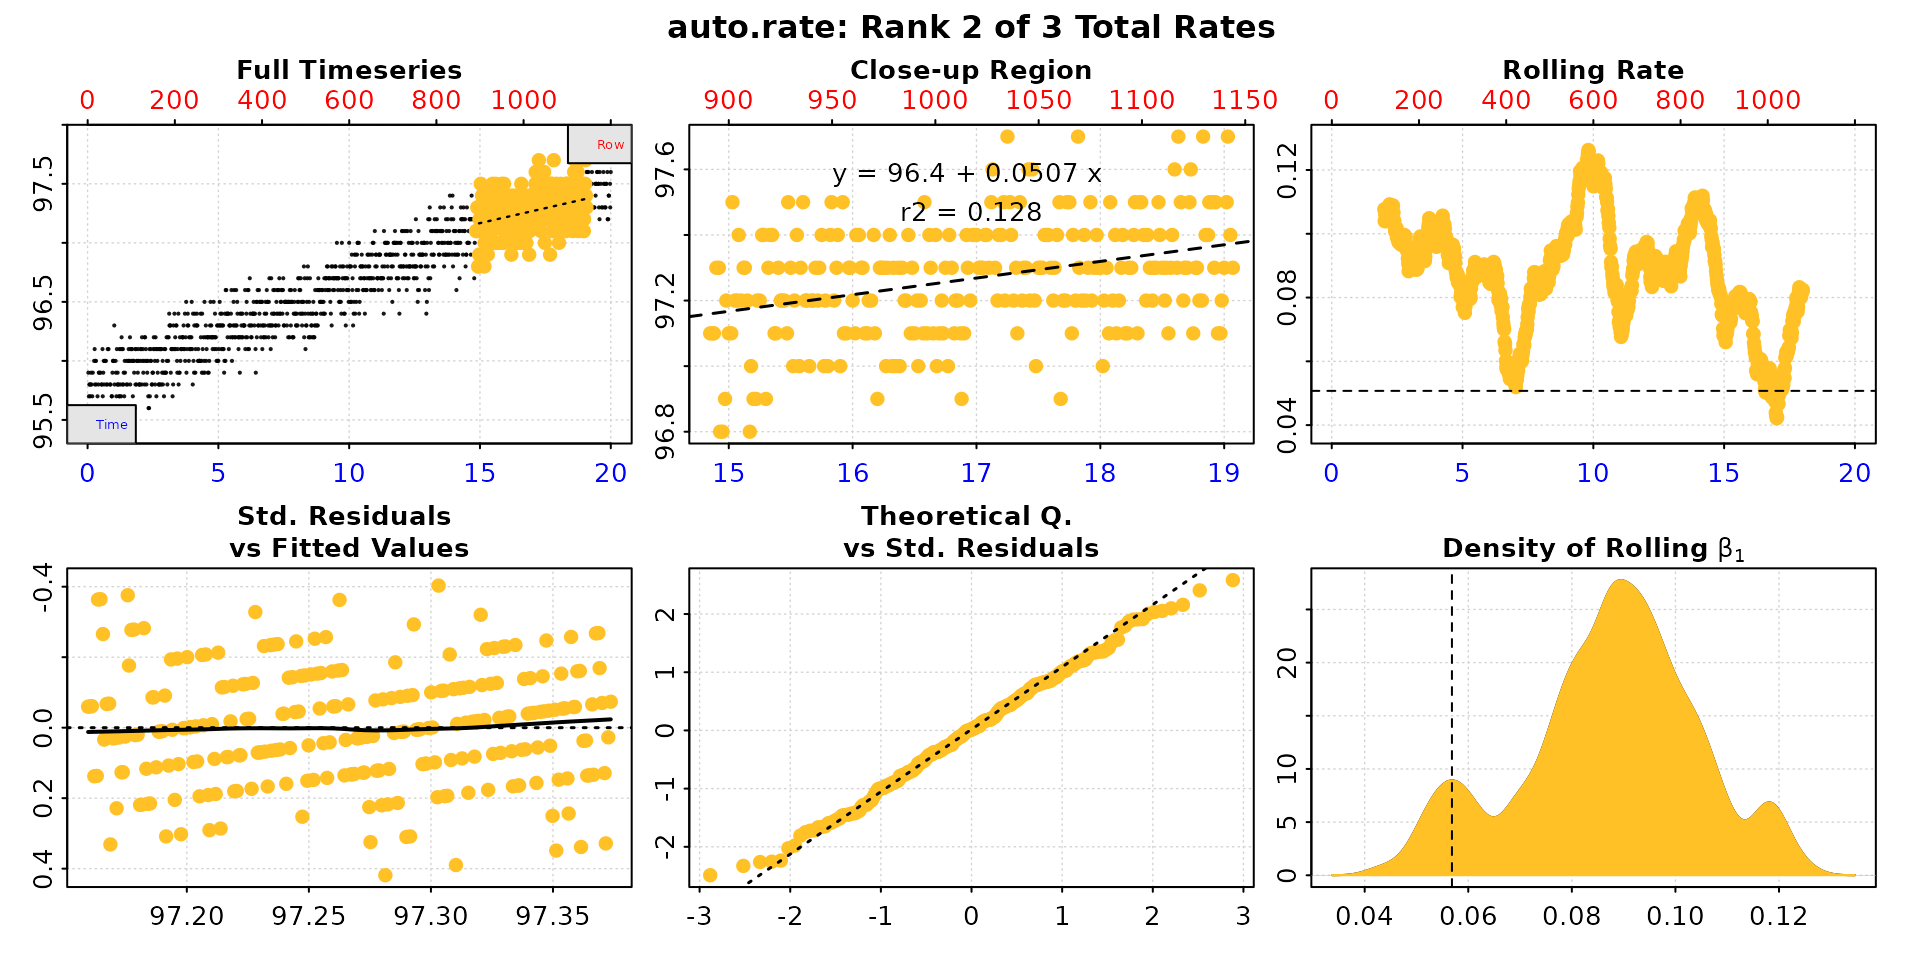 auto.rate: Rank 2 of 3 Total Rates
Full Timeseries
0 200 400 600 800 1000
Row
95.5 96.5 97.5
Time
0 5 10 15 20
Close-up Region
900 950 1000 1050 1100 1150
y = 96.4 + 0.0507 x
r2 = 0.128
96.8 97.2 97.6
15 16 17 18 19
Rolling Rate
0 200 400 600 800 1000
0.04 0.08 0.12
0 5 10 15 20
Std. Residuals
vs Fitted Values
-0.4 0.0 0.2 0.4
97.20 97.25 97.30 97.35
Theoretical Q.
vs Std. Residuals
-2 -1 0 1 2
-3 -2 -1 0 1 2 3
Density of Rolling β₁
0 5 10 20
0.04 0.06 0.08 0.10 0.12